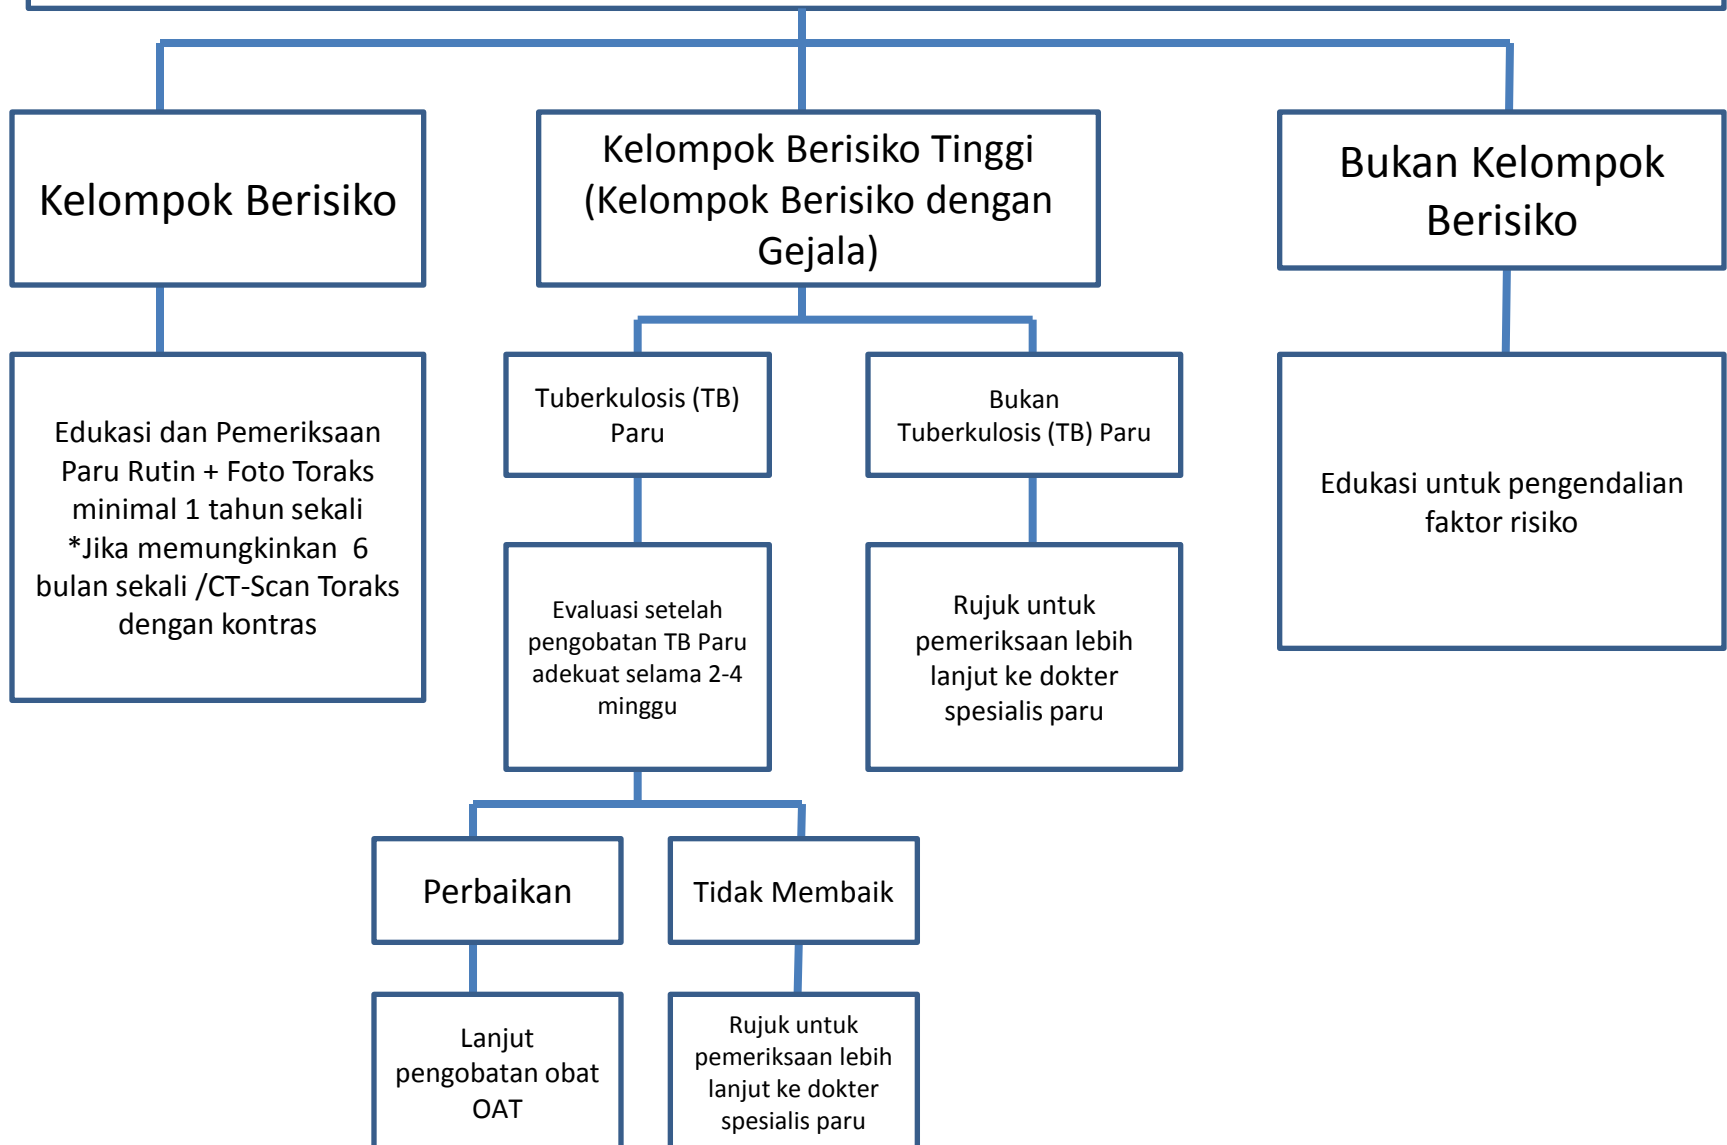 Kelompok Berisiko
Kelompok Berisiko Tinggi
(Kelompok Berisiko dengan
Gejala)
Bukan Kelompok
Berisiko
Edukasi dan Pemeriksaan
Paru Rutin + Foto Toraks
minimal 1 tahun sekali
*Jika memungkinkan 6
bulan sekali /CT-Scan Toraks
dengan kontras
Tuberkulosis (TB)
Paru
Bukan
Tuberkulosis (TB) Paru
Edukasi untuk pengendalian
faktor risiko
Evaluasi setelah
pengobatan TB Paru
adekuat selama 2-4
minggu
Rujuk untuk
pemeriksaan lebih
lanjut ke dokter
spesialis paru
Perbaikan
Tidak Membaik
Lanjut
pengobatan obat
OAT
Rujuk untuk
pemeriksaan lebih
lanjut ke dokter
spesialis paru